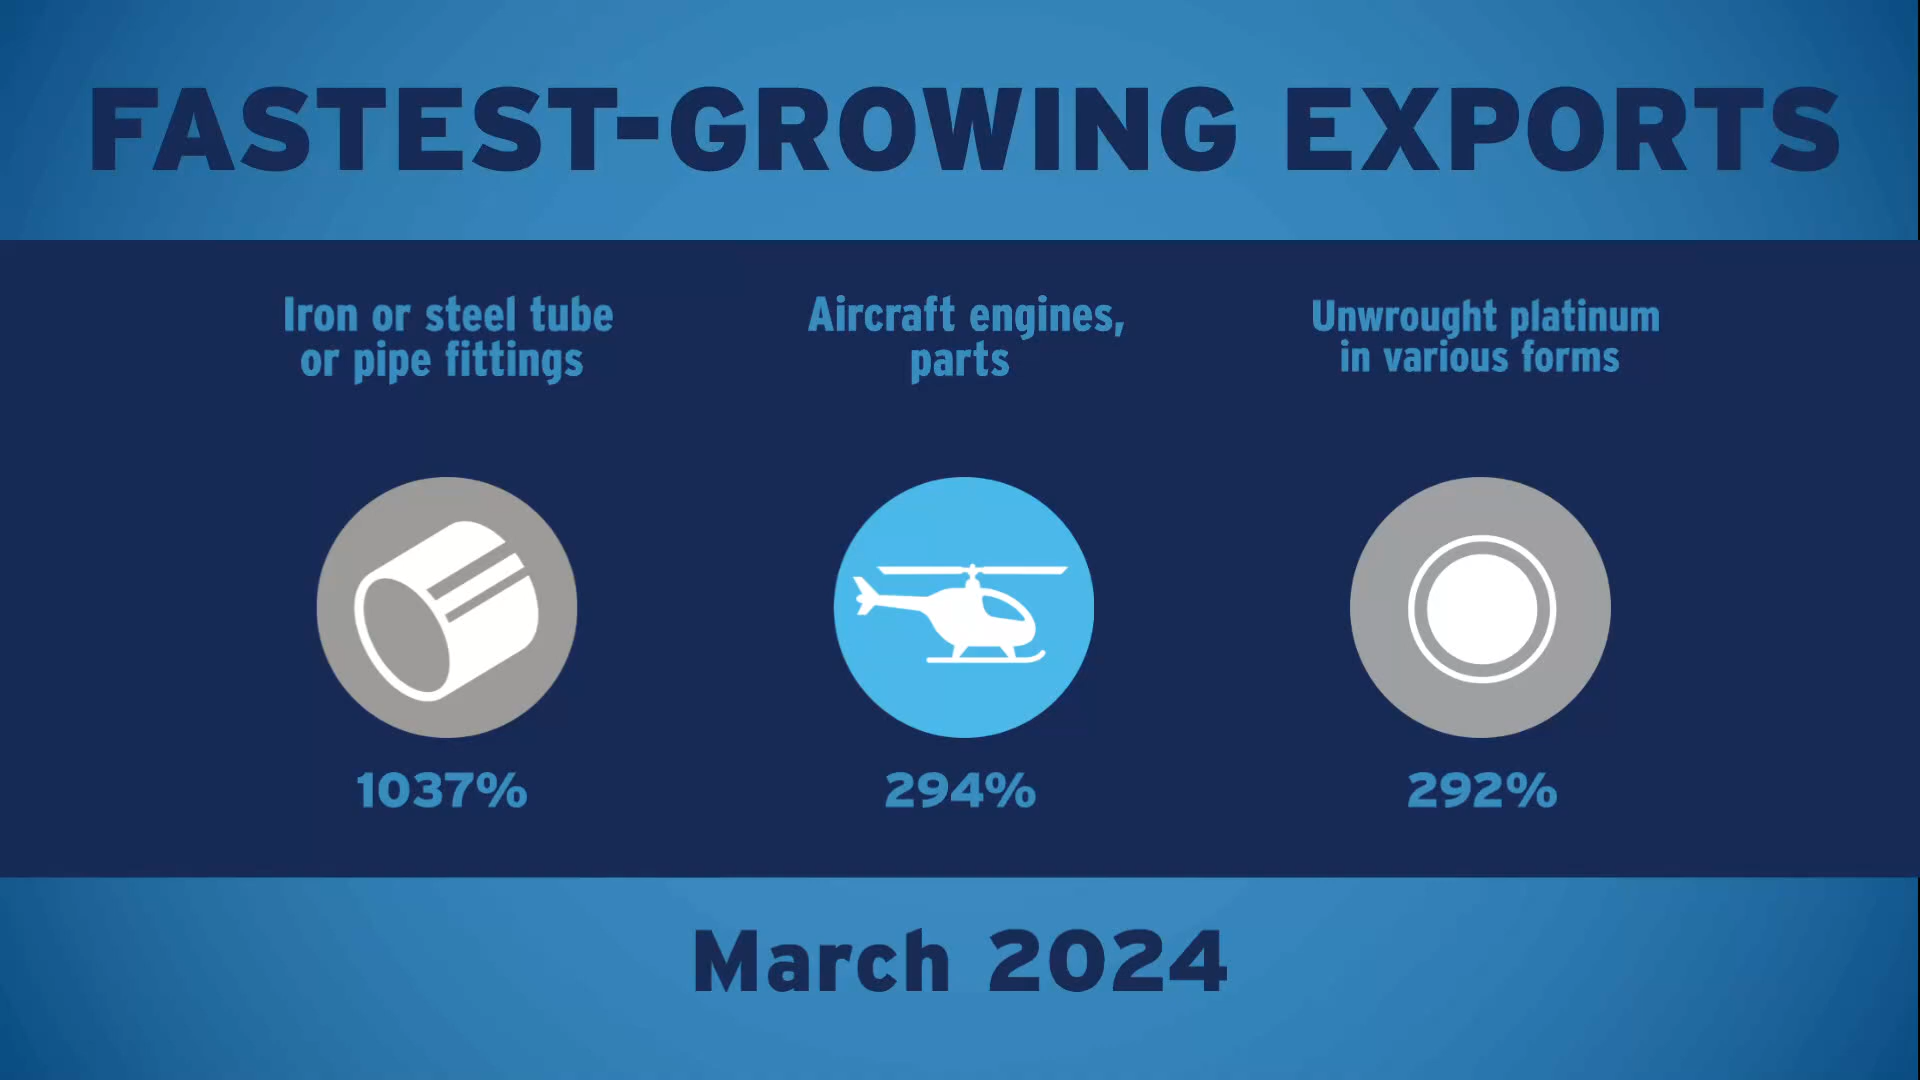 FASTEST-GROWING EXPORTS
Iron or steel tube
or pipe fittings
1037%
Aircraft engines,
parts
294%
Unwrought platinum
in various forms
292%
March 2024